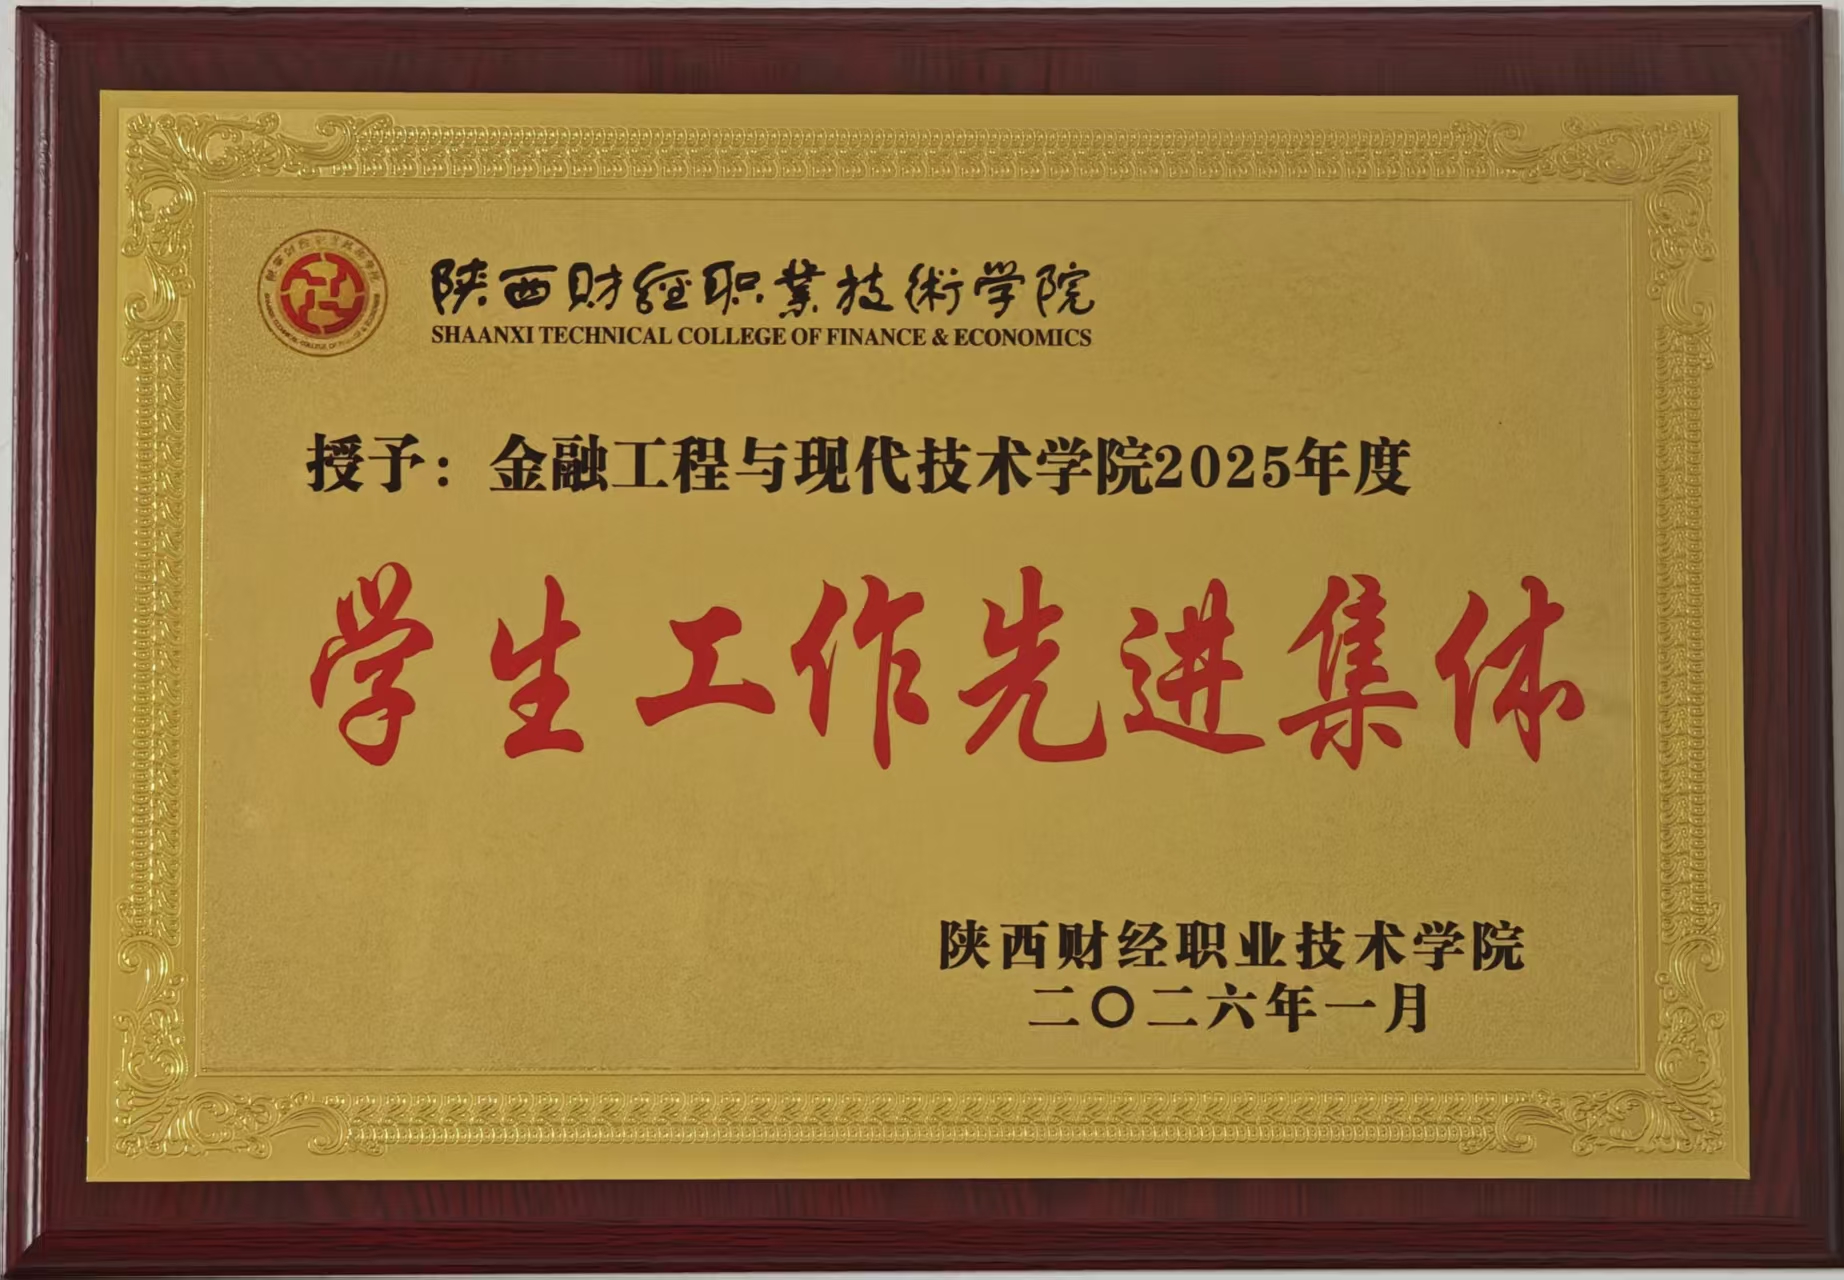 陕西财经职业技術学院
SHAANXI TECHNICAL COLLEGE OF FINANCE & ECONOMICS
授予：金融工程与现代技术学院2025年度
学生工作先进集体
陕西财经职业技术学院
二〇二六年一月